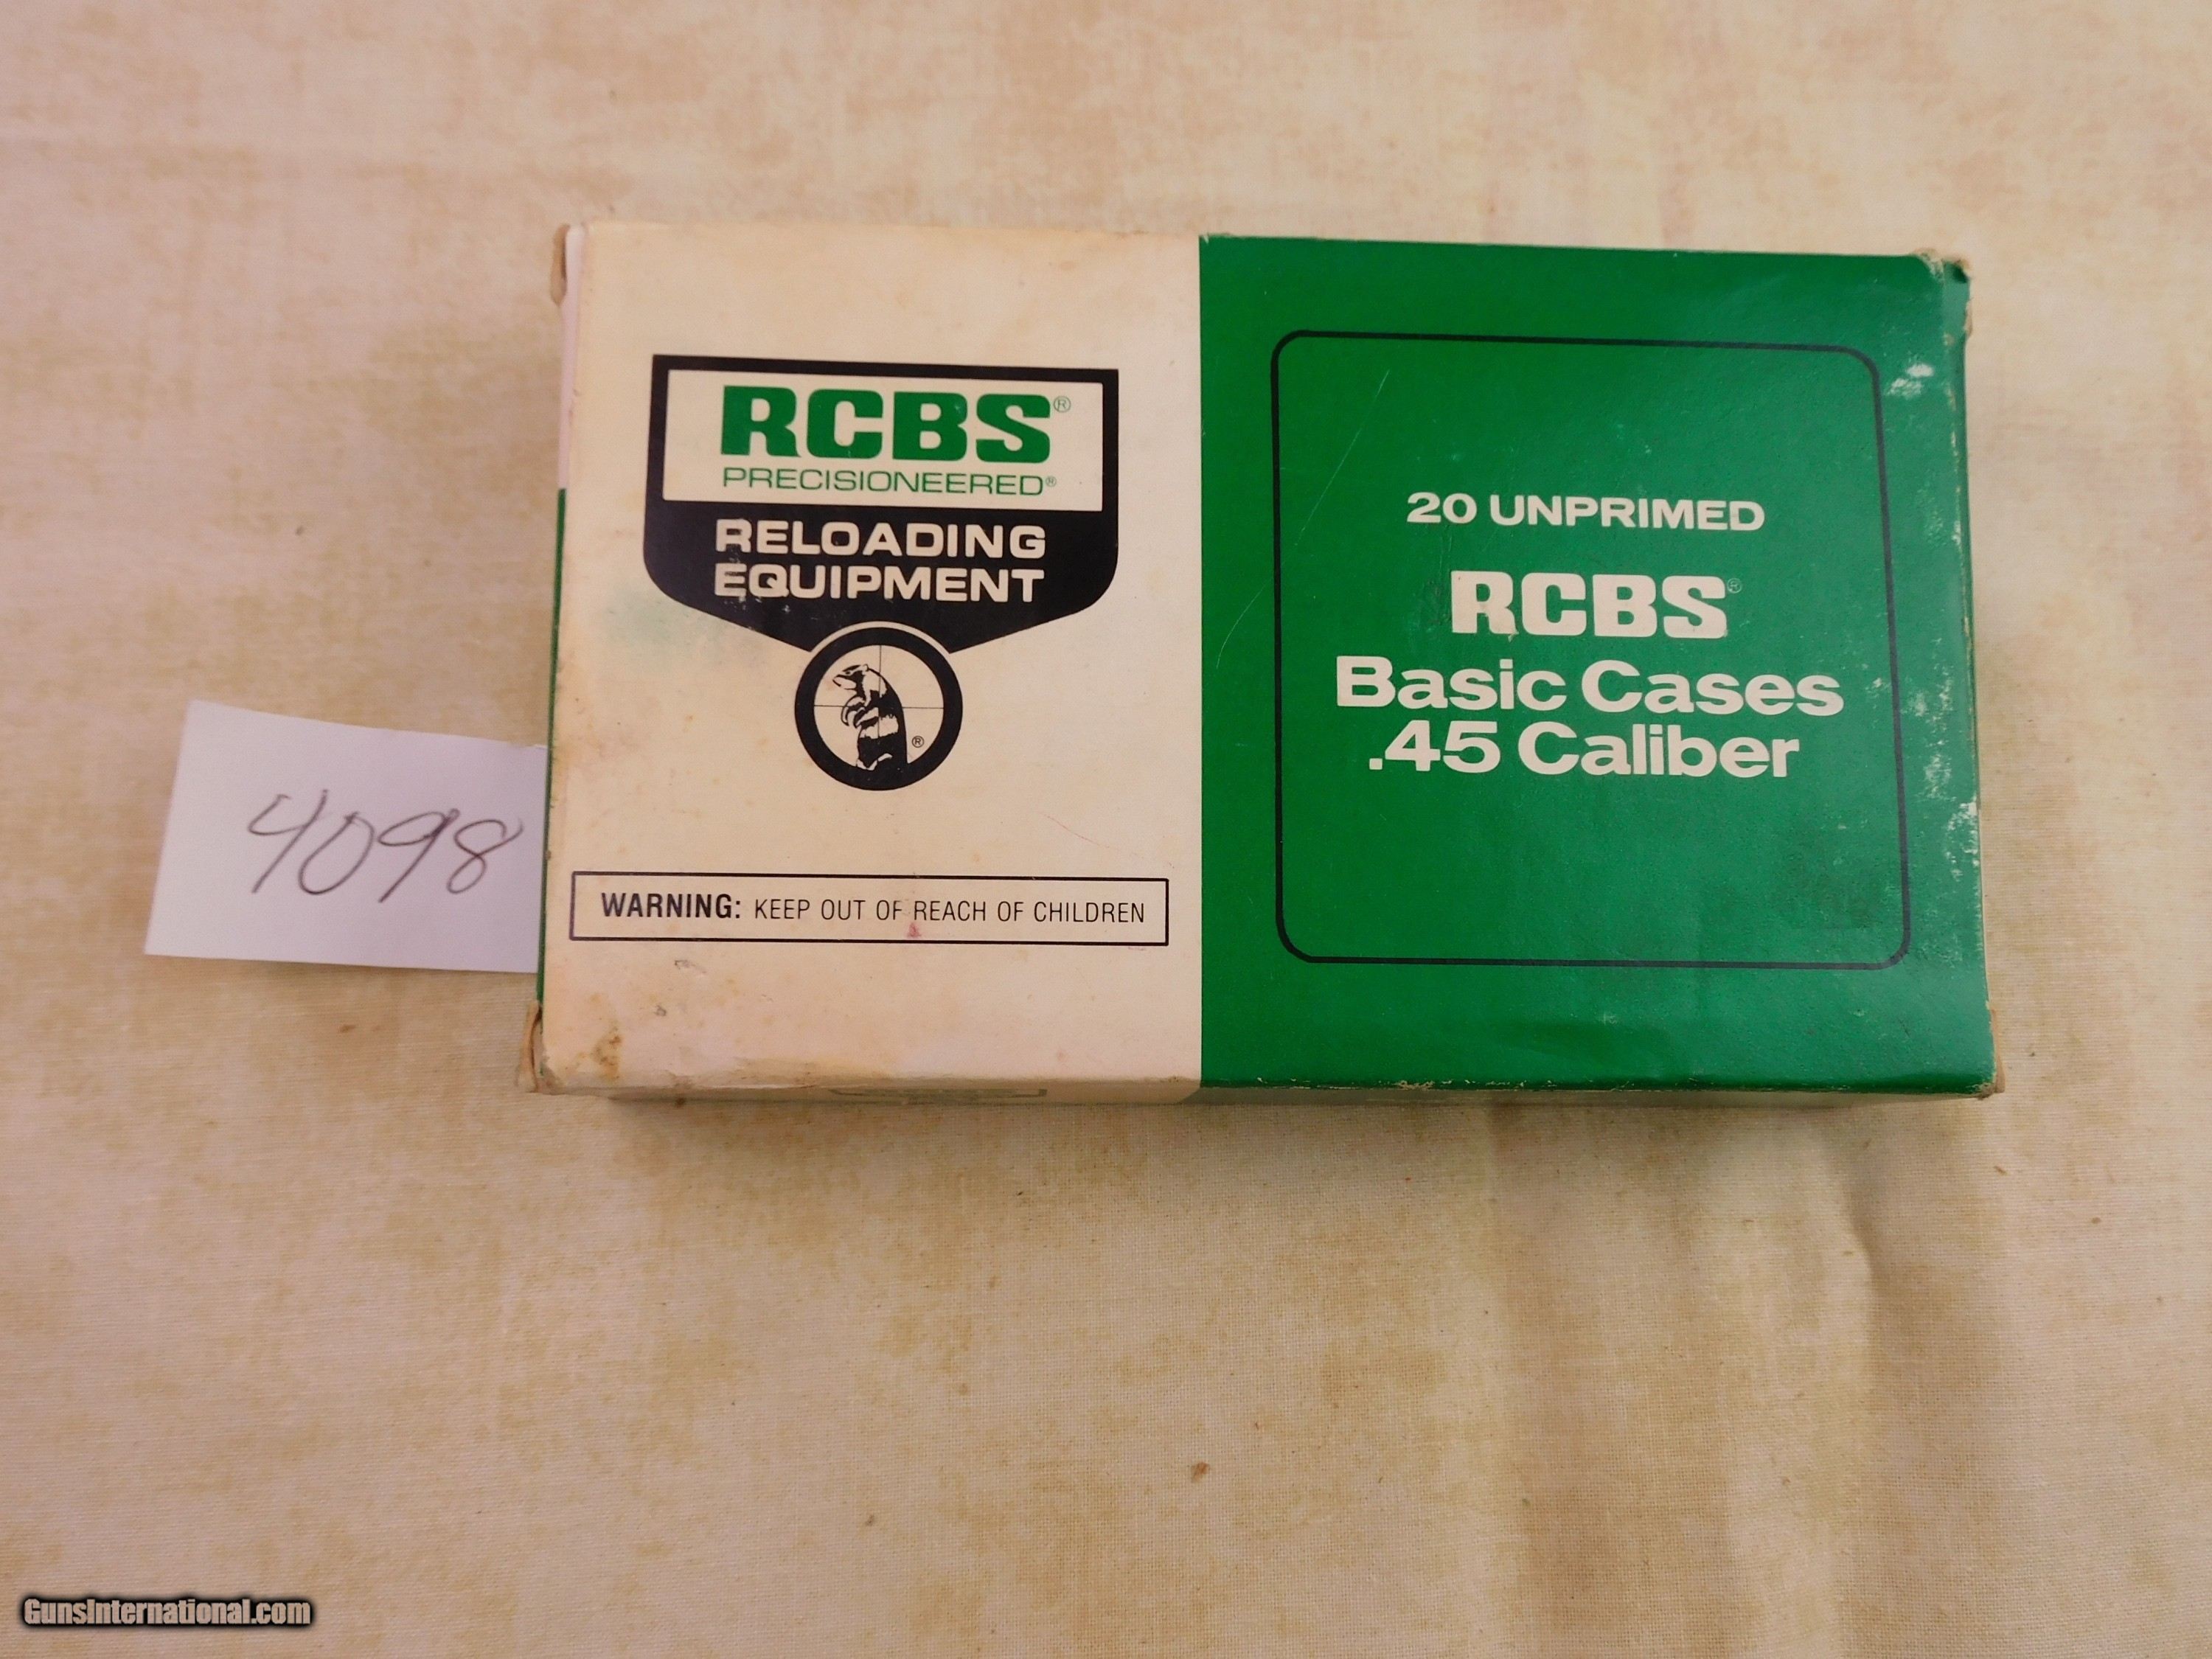 RCBS®
PRECISIONEERED®
RELOADING
EQUIPMENT
®
WARNING: KEEP OUT OF REACH OF CHILDREN
20 UNPRIMED
RCBS®
Basic Cases
.45 Caliber
4098
GunsInternational.com